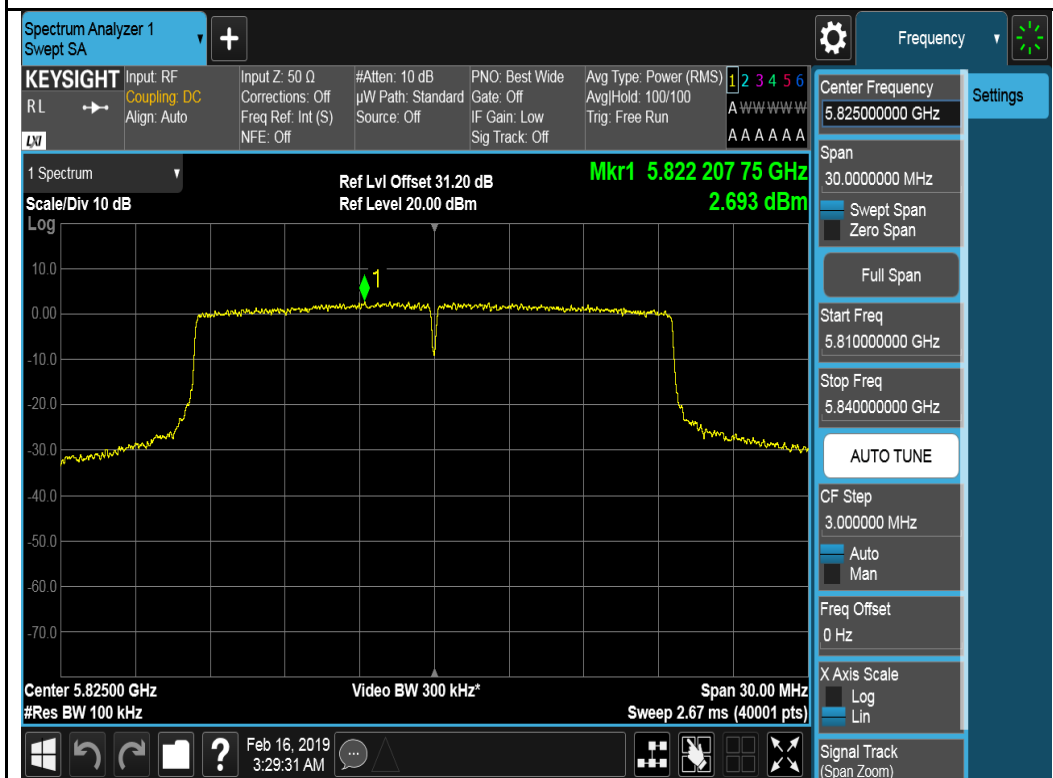 Spectrum Analyzer 1
Swept SA
+
Frequency
KEYSIGHT
RL
LXI
Input: RF
Coupling: DC
Align: Auto
Input Z: 50 Ω
Corrections: Off
Freq Ref: Int (S)
NFE: Off
#Atten: 10 dB
µW Path: Standard
Source: Off
PNO: Best Wide
Gate: Off
IF Gain: Low
Sig Track: Off
Avg Type: Power (RMS)
Avg|Hold: 100/100
Trig: Free Run
1 2 3 4 5 6
A W W W W W
A A A A A A
1 Spectrum
Scale/Div 10 dB
Log
Ref Lvl Offset 31.20 dB
Ref Level 20.00 dBm
Mkr1 5.822 207 75 GHz
2.693 dBm
1
10.0
0.00
-10.0
-20.0
-30.0
-40.0
-50.0
-60.0
-70.0
Center 5.82500 GHz
#Res BW 100 kHz
Video BW 300 kHz*
Span 30.00 MHz
Sweep 2.67 ms (40001 pts)
?
Feb 16, 2019
3:29:31 AM
Center Frequency
5.825000000 GHz
Span
30.0000000 MHz
Swept Span
Zero Span
Full Span
Start Freq
5.810000000 GHz
Stop Freq
5.840000000 GHz
AUTO TUNE
CF Step
3.000000 MHz
Auto
Man
Freq Offset
0 Hz
X Axis Scale
Log
Lin
Signal Track
(Span Zoom)
Settings